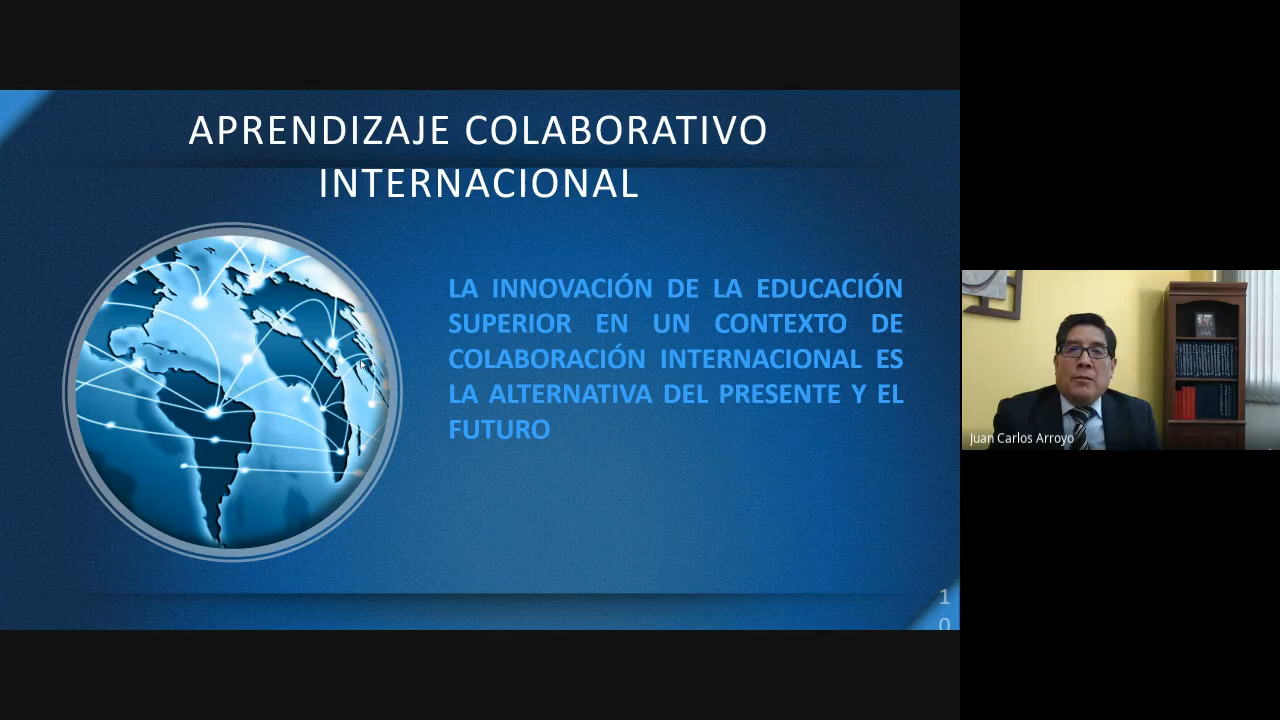 APRENDIZAJE COLABORATIVO
INTERNACIONAL
LA INNOVACIÓN DE LA EDUCACIÓN
SUPERIOR EN UN CONTEXTO DE
COLABORACIÓN INTERNACIONAL ES
LA ALTERNATIVA DEL PRESENTE Y EL
FUTURO
1
0
Juan Carlos Arroyo